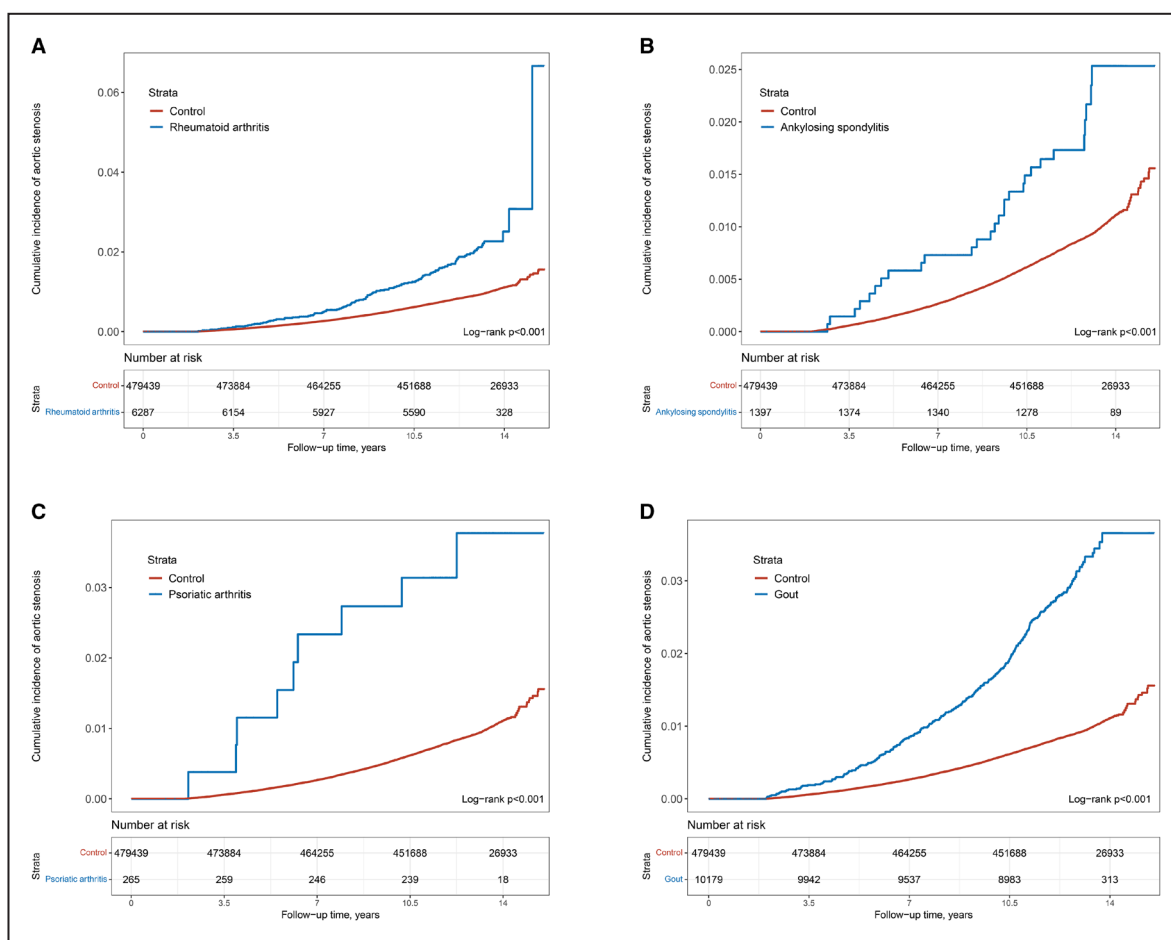 A
Cumulative incidence of aortic stenosis
0.06
0.04
0.02
0.00
Strata
Control
Rheumatoid arthritis
Log-rank p<0.001
Number at risk
Strata
Control 479439 473884 464255 451688 26933
Rheumatoid arthritis 6287 6154 5927 5590 328
0 3.5 7 10.5 14
Follow-up time, years
B
Cumulative incidence of aortic stenosis
0.025
0.020
0.015
0.010
0.005
0.000
Strata
Control
Ankylosing spondylitis
Log-rank p<0.001
Number at risk
Strata
Control 479439 473884 464255 451688 26933
Ankylosing spondylitis 1397 1374 1340 1278 89
0 3.5 7 10.5 14
Follow-up time, years
C
Cumulative incidence of aortic stenosis
0.03
0.02
0.01
0.00
Strata
Control
Psoriatic arthritis
Log-rank p<0.001
Number at risk
Strata
Control 479439 473884 464255 451688 26933
Psoriatic arthritis 265 259 246 239 18
0 3.5 7 10.5 14
Follow-up time, years
D
Cumulative incidence of aortic stenosis
0.03
0.02
0.01
0.00
Strata
Control
Gout
Log-rank p<0.001
Number at risk
Strata
Control 479439 473884 464255 451688 26933
Gout 10179 9942 9537 8983 313
0 3.5 7 10.5 14
Follow-up time, years